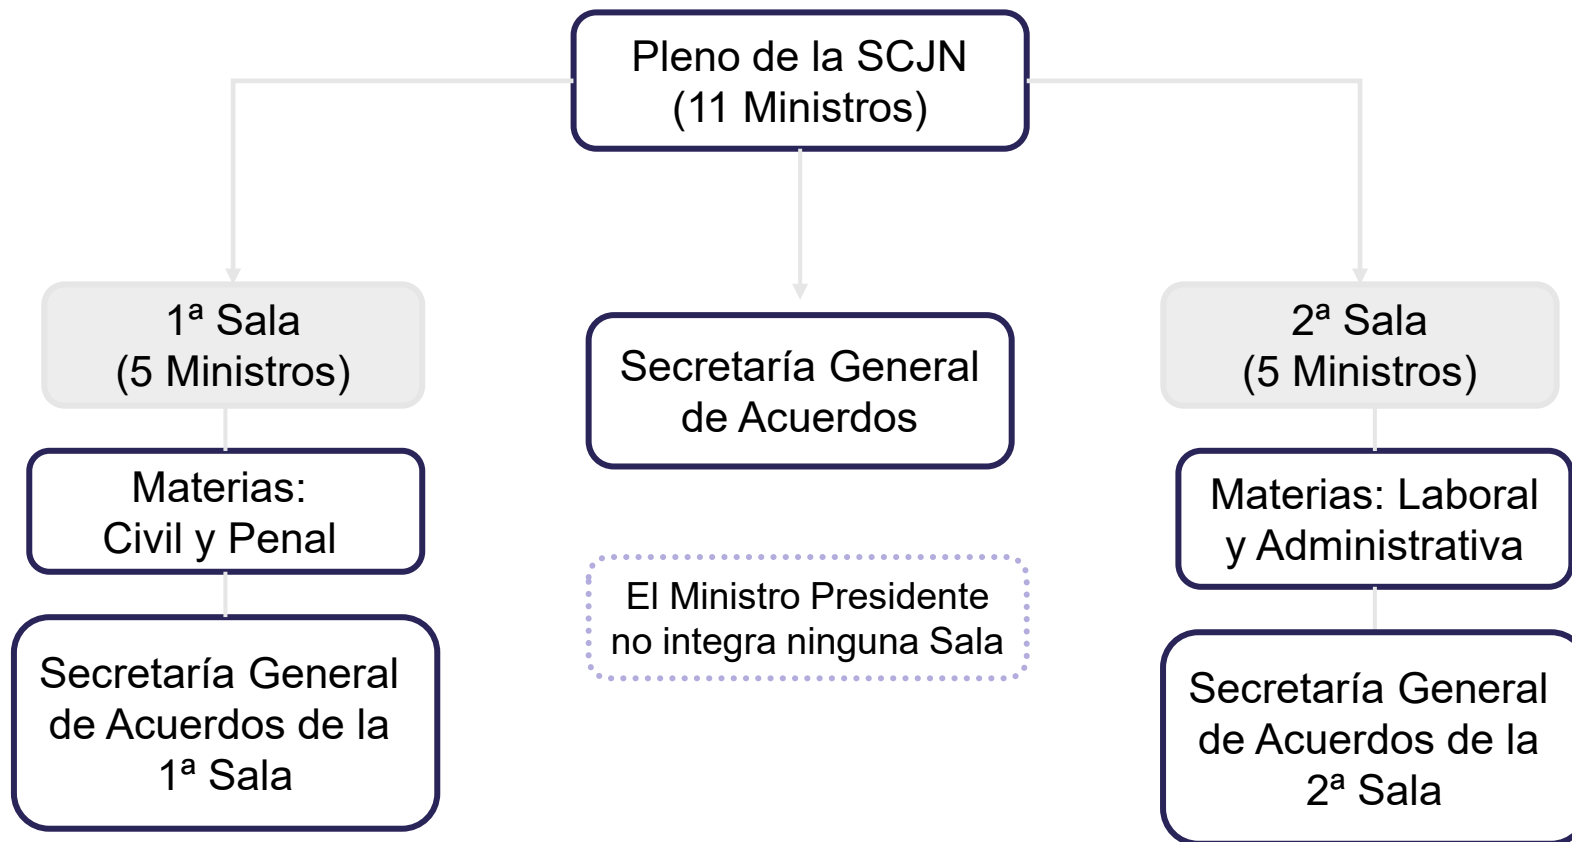 Pleno de la SCJN
(11 Ministros)
1ª Sala
(5 Ministros)
Secretaría General
de Acuerdos
2ª Sala
(5 Ministros)
Materias:
Civil y Penal
Materias: Laboral
y Administrativa
El Ministro Presidente
no integra ninguna Sala
Secretaría General
de Acuerdos de la
1ª Sala
Secretaría General
de Acuerdos de la
2ª Sala